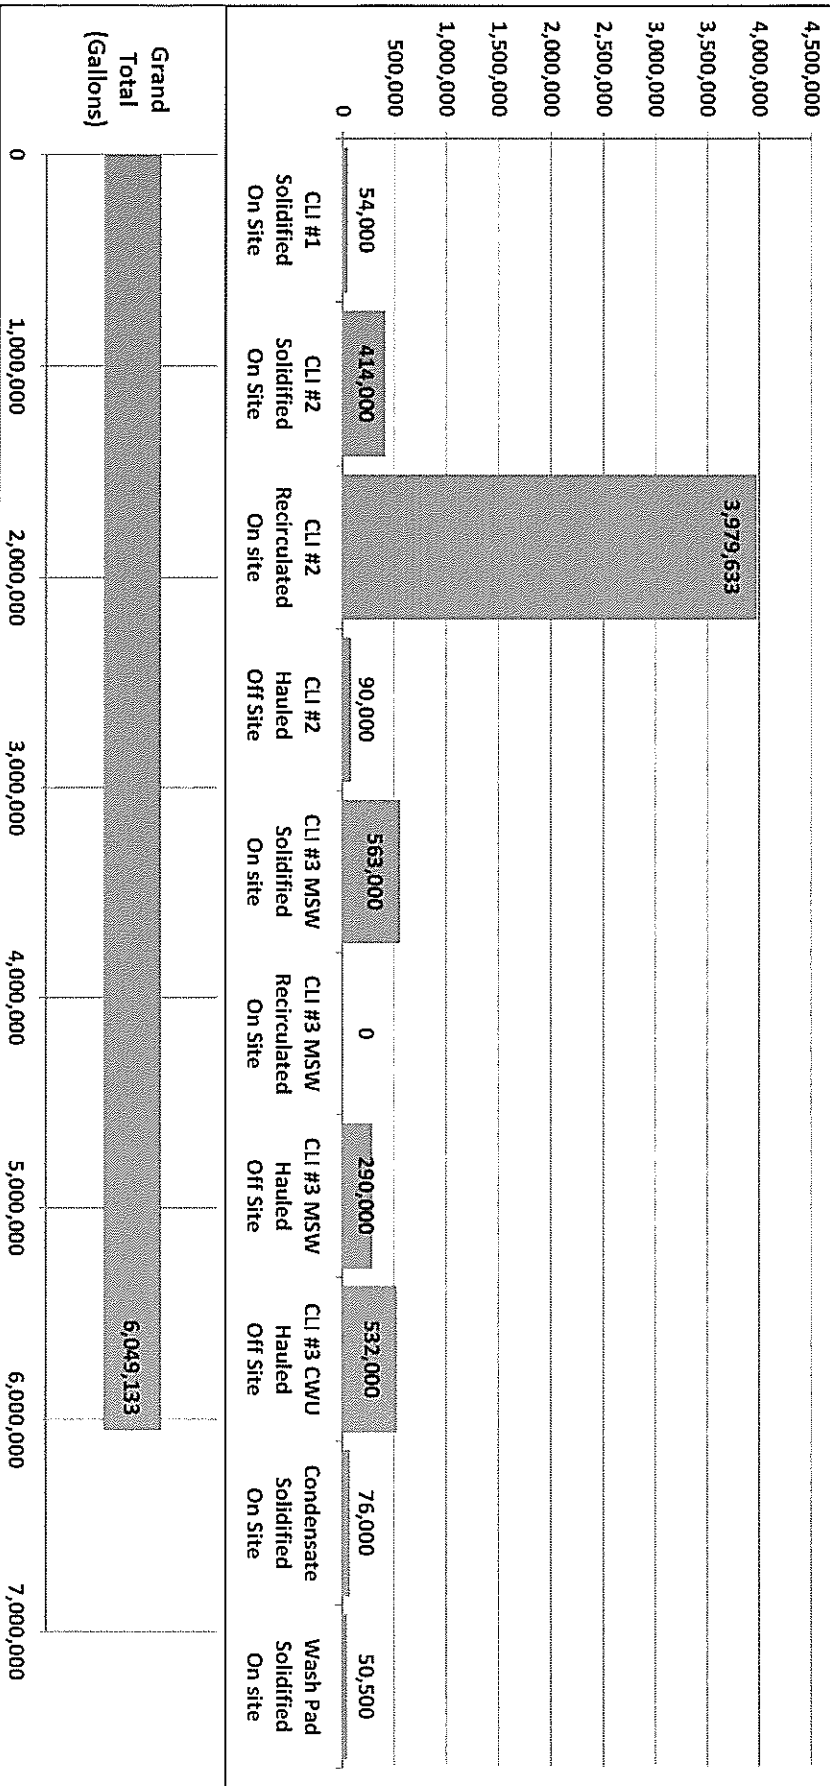 4,500,000
4,000,000
3,500,000
3,000,000
2,500,000
2,000,000
1,500,000
1,000,000
500,000
0
54,000
414,000
3,979,633
90,000
563,000
0
290,000
532,000
76,000
50,500
CLI #1
Solidified
On Site
CLI #2
Solidified
On Site
CLI #2
Recirculated
On site
CLI #2
Hauled
Off Site
CLI #3 MSW
Solidified
On site
CLI #3 MSW
Recirculated
On Site
CLI #3 MSW
Hauled
Off Site
CLI #3 CWU
Hauled
Off Site
Condensate
Solidified
On Site
Wash Pad
Solidified
On site
Grand
Total
(Gallons)
6,049,133
0
1,000,000
2,000,000
3,000,000
4,000,000
5,000,000
6,000,000
7,000,000